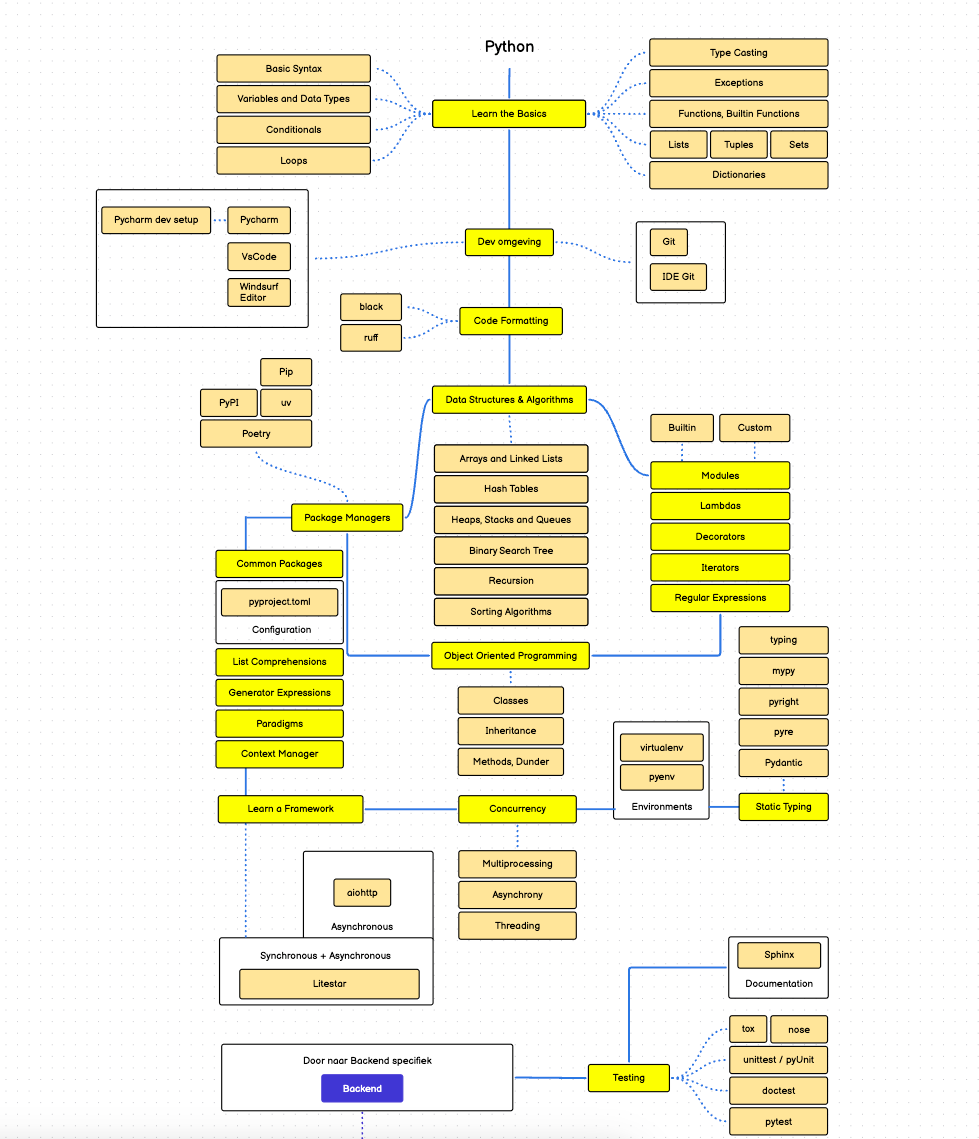 Python
Basic Syntax
Variables and Data Types
Conditionals
Loops
Learn the Basics
Type Casting
Exceptions
Functions, Builtin Functions
Lists
Tuples
Sets
Dictionaries
Pycharm dev setup
Pycharm
VsCode
Windsurf
Editor
Dev omgeving
Git
IDE Git
black
ruff
Code Formatting
Pip
PyPI
uv
Poetry
Data Structures & Algorithms
Builtin
Custom
Arrays and Linked Lists
Hash Tables
Heaps, Stacks and Queues
Binary Search Tree
Recursion
Sorting Algorithms
Modules
Lambdas
Decorators
Iterators
Regular Expressions
Package Managers
Common Packages
pyproject.toml
Configuration
List Comprehensions
Generator Expressions
Paradigms
Context Manager
Object Oriented Programming
Classes
Inheritance
Methods, Dunder
typing
mypy
pyright
pyre
Pydantic
Static Typing
virtualenv
pyenv
Environments
Learn a Framework
Concurrency
Multiprocessing
Asynchrony
Threading
aiohttp
Asynchronous
Synchronous + Asynchronous
Litestar
Sphinx
Documentation
tox
nose
unittest / pyUnit
doctest
pytest
Testing
Door naar Backend specifiek
Backend